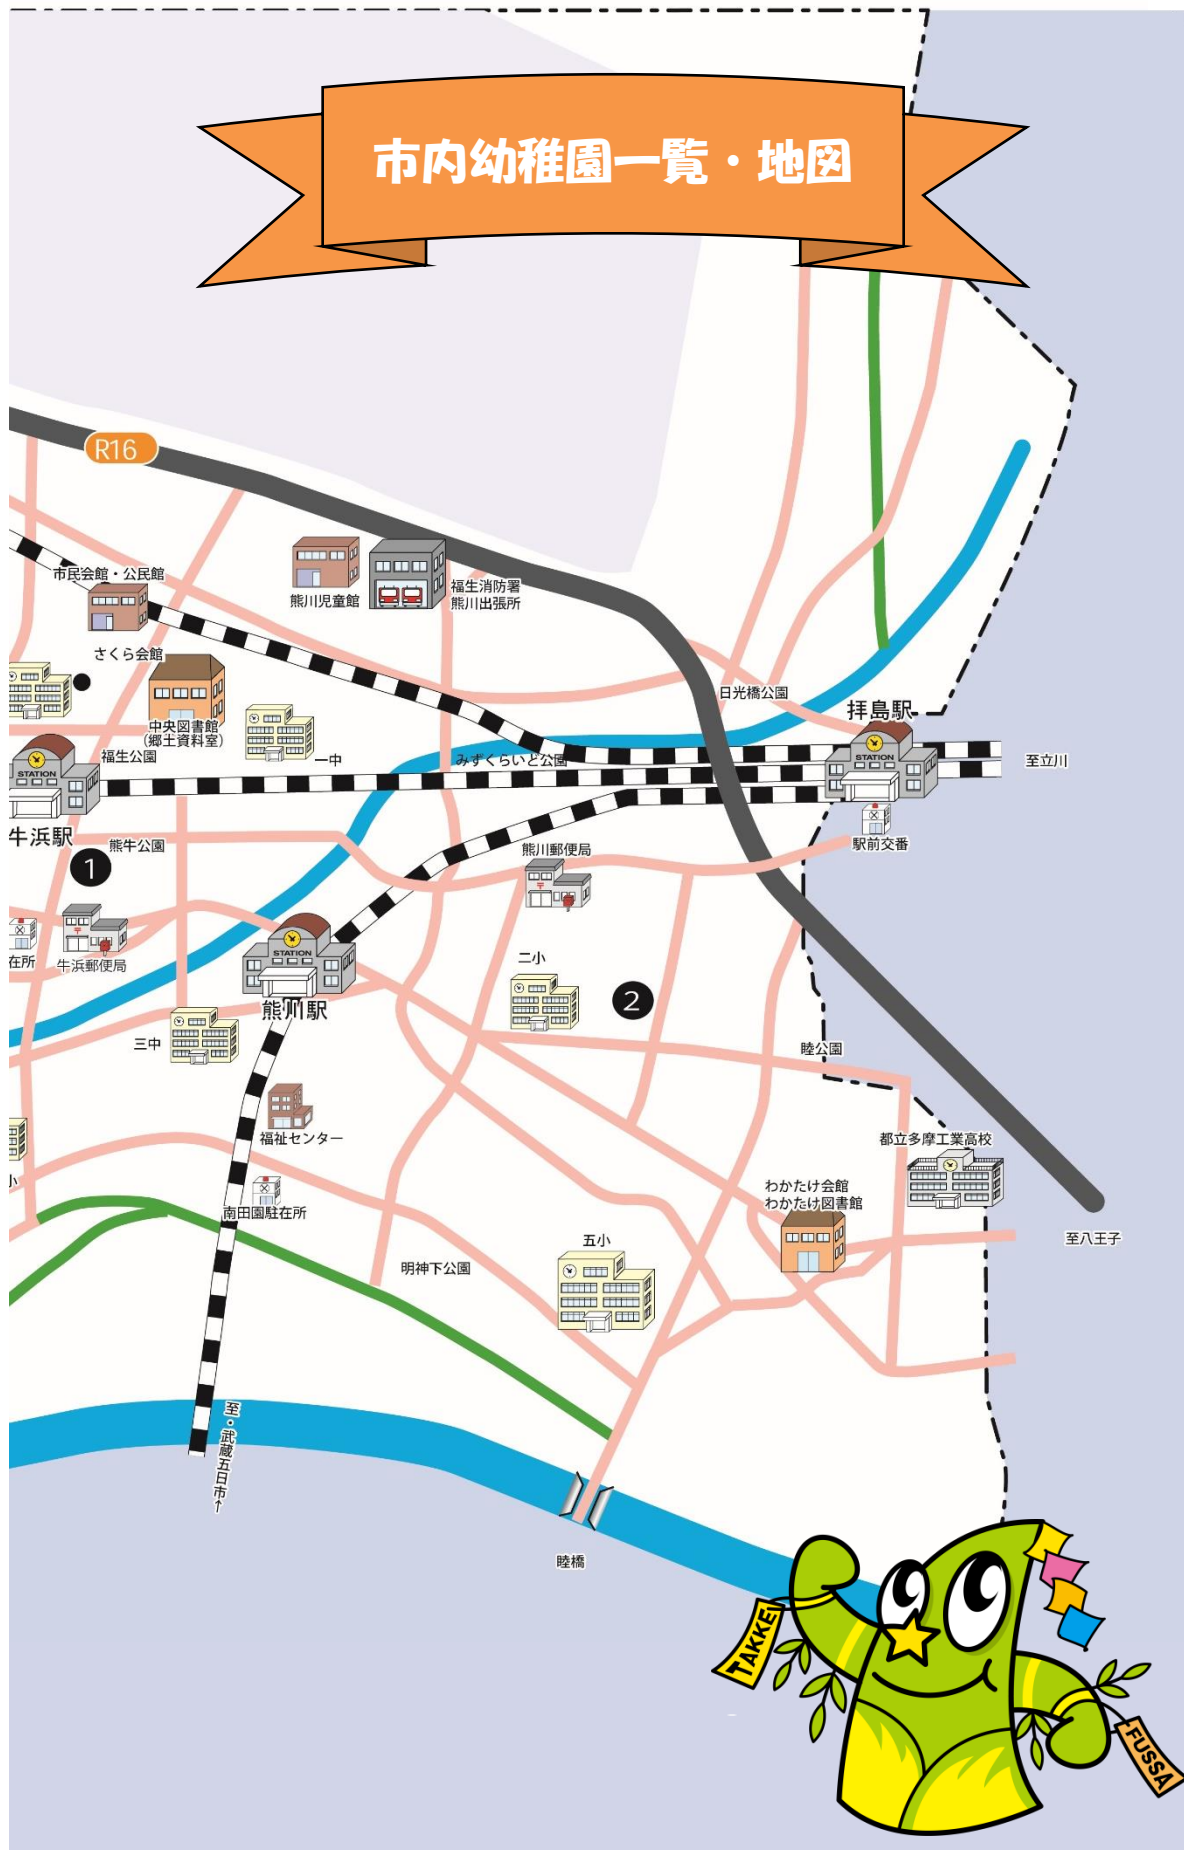 市内幼稚園一覧・地図
R16
市民会館・公民館
熊川児童館
福生消防署
熊川出張所
さくら会館
中央図書館
(郷土資料室)
福生公園
一中
日光橋公園
拝島駅
STATION
みずくらいど公園
至立川
STATION
牛浜駅
熊牛公園
1
駅前交番
熊川郵便局
在所
牛浜郵便局
STATION
熊川駅
二小
2
三中
睦公園
福祉センター
都立多摩工業高校
小
わかたけ会館
わかたけ図書館
南田園駐在所
五小
至八王子
明神下公園
至・武蔵五日市↑
睦橋
TAKKEY
FUSSA